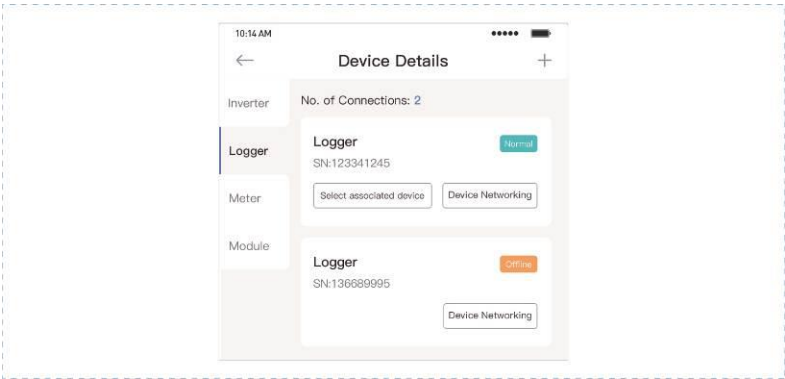 10:14 AM
Device Details
Inverter
Logger
Meter
Module
No. of Connections: 2
Logger
Normal
SN:123341245
Select associated device
Device Networking
Logger
Offline
SN:136689995
Device Networking